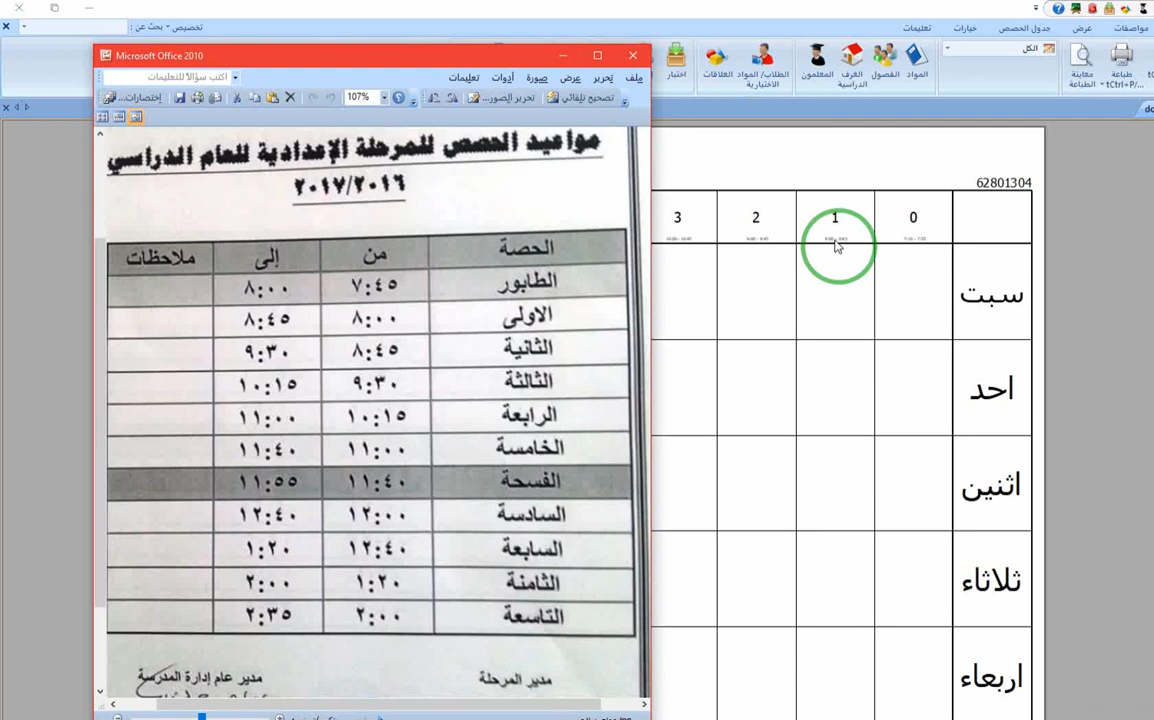 تخصيص
بحث عن :
مواصفات
عرض
جدول الحصص
خيارات
تعليمات
طباعة
tCtrl+P/...
معاينة
الطباعة
الكل
المواد
الفصول
الغرف
الدراسية
المعلمون
الطلاب/ المواد
الاختيارية
العلاقات
اختبار
Microsoft Office 2010
ملف
تحرير
عرض
صورة
أدوات
تعليمات
اكتب سؤالاً للتعليمات
تصحيح تلقائي
تحرير الصور...
107%
إختصارات...
مواعيد الحصص للمرحلة الإعدادية للعام الدراسي
٢٠١٧/٢٠١٦
الحصة من إلى ملاحظات
الطابور ٧:٤٥ ٨:٠٠
الاولى ٨:٠٠ ٨:٤٥
الثانية ٨:٤٥ ٩:٣٠
الثالثة ٩:٣٠ ١٠:١٥
الرابعة ١٠:١٥ ١١:٠٠
الخامسة ١١:٠٠ ١١:٤٠
الفسحة ١١:٤٠ ١١:٥٥
السادسة ١٢:٠٠ ١٢:٤٠
السابعة ١٢:٤٠ ١:٢٠
الثامنة ١:٢٠ ٢:٠٠
التاسعة ٢:٠٠ ٢:٣٥
مدير المرحلة
مدير عام إدارة المدرسة
62801304
0 1 2 3
سبت
احد
اثنين
ثلاثاء
اربعاء